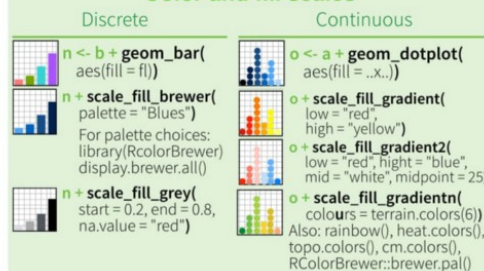 Color and fill scales
Discrete
n <- b + geom_bar(
aes(fill = fl))
n + scale_fill_brewer(
palette = "Blues")
For palette choices:
library(RcolorBrewer)
display.brewer.all()
n + scale_fill_grey(
start = 0.2, end = 0.8,
na.value = "red")
Continuous
o <- a + geom_dotplot(
aes(fill = ..x..))
o + scale_fill_gradient(
low = "red",
high = "yellow")
o + scale_fill_gradient2(
low = "red", hight = "blue",
mid = "white", midpoint = 25)
o + scale_fill_gradientn(
colours = terrain.colors(6))
Also: rainbow(), heat.colors(),
topo.colors(), cm.colors(),
RColorBrewer::brewer.pal()